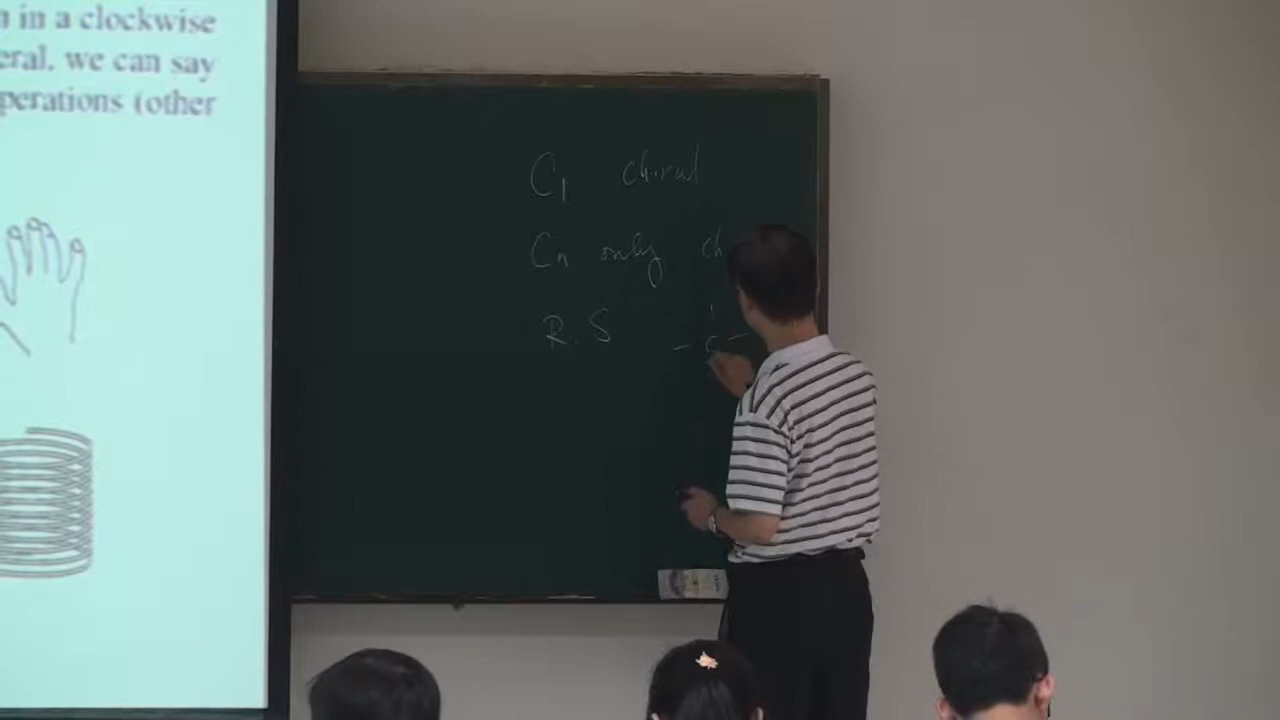 n in a clockwise
eral. we can say
perations (other
C1 chiral
Cn only ch
R. S
- C -